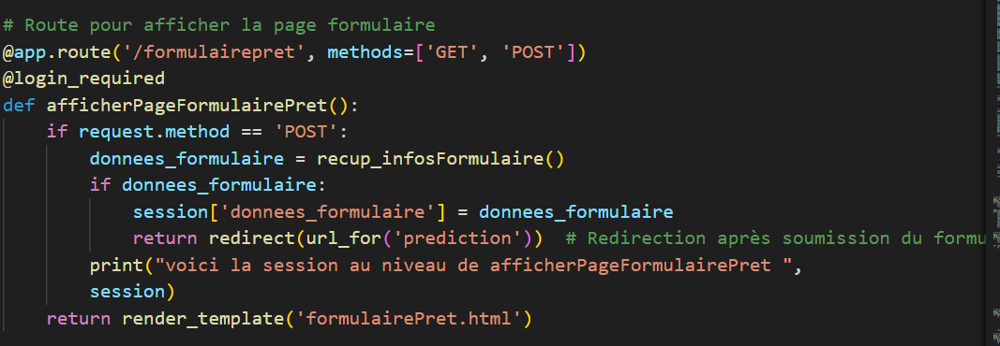 # Route pour afficher la page formulaire
@app.route('/formulairepret', methods=['GET', 'POST'])
@login_required
def afficherPageFormulairePret():
    if request.method == 'POST':
        donnees_formulaire = recup_infosFormulaire()
        if donnees_formulaire:
            session['donnees_formulaire'] = donnees_formulaire
            return redirect(url_for('prediction'))  # Redirection après soumission du formu
        print("voici la session au niveau de afficherPageFormulairePret ",
        session)
    return render_template('formulairePret.html')